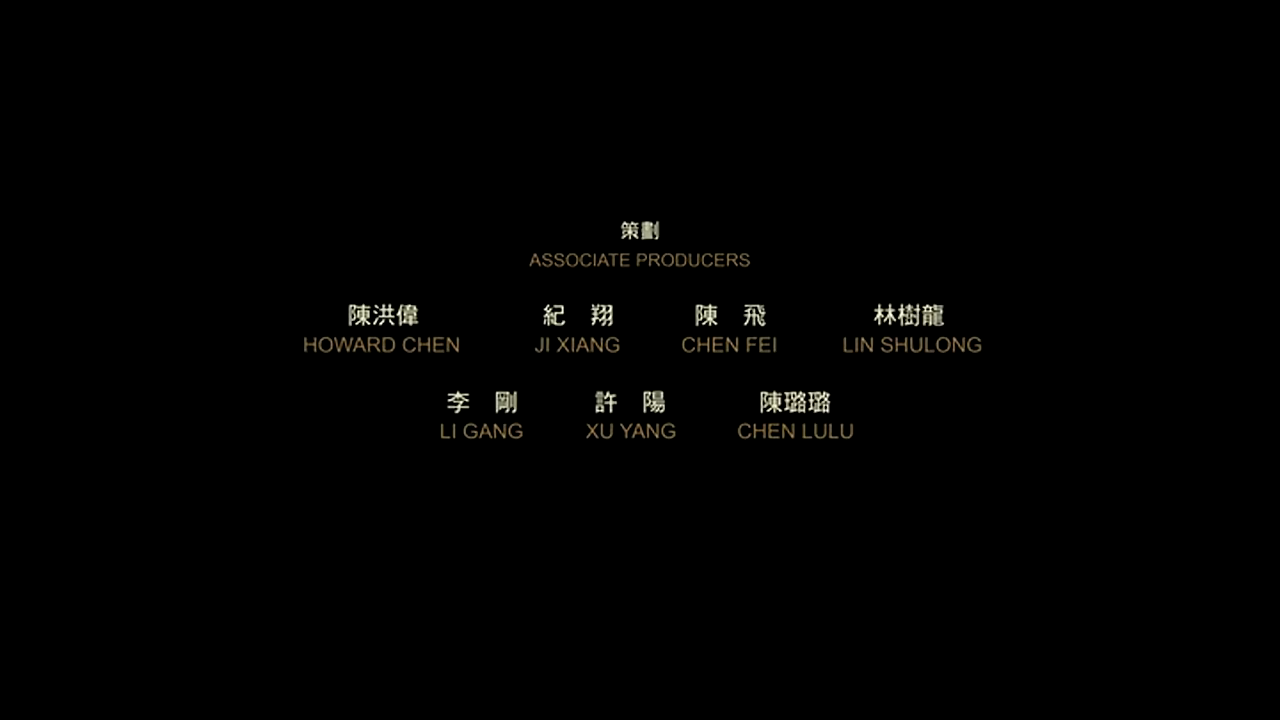 策劃
ASSOCIATE PRODUCERS
陳洪偉 紀 翔 陳 飛 林樹龍
HOWARD CHEN JI XIANG CHEN FEI LIN SHULONG
李 剛 許 陽 陳璐璐
LI GANG XU YANG CHEN LULU